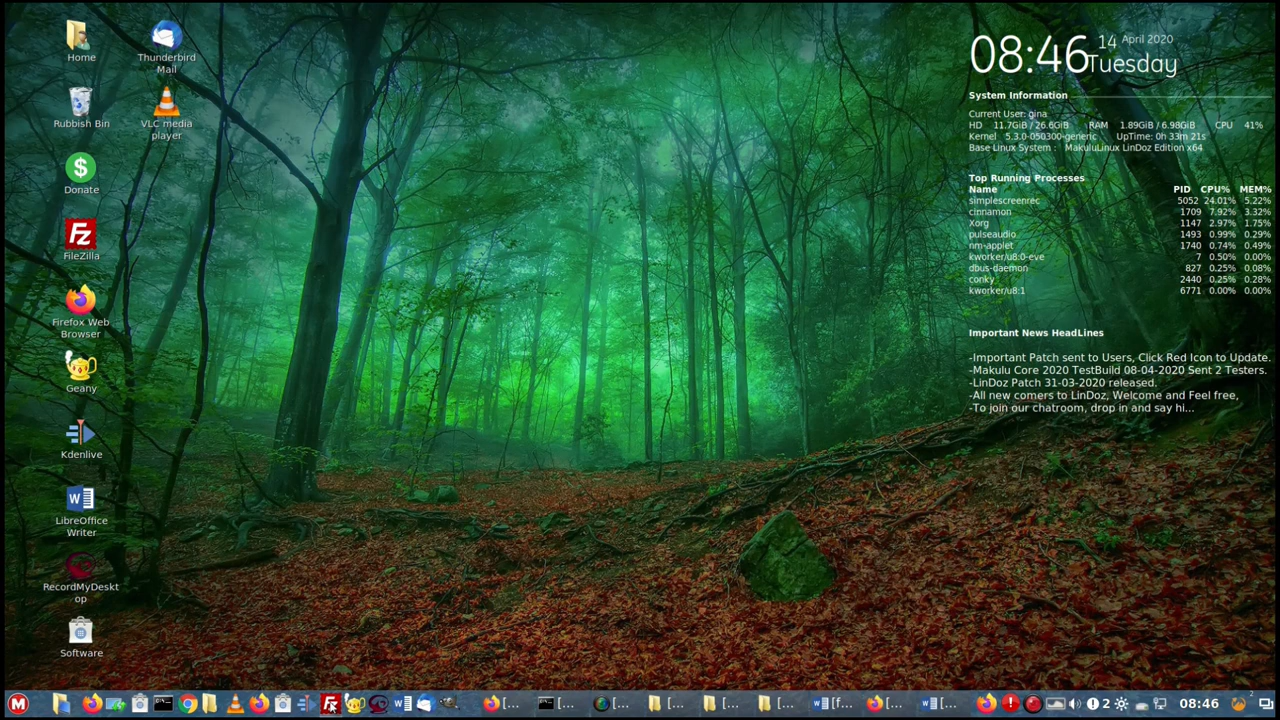 Home
Thunderbird
Mail
Rubbish Bin
VLC media
player
$
Donate
Fz
FileZilla
Firefox Web
Browser
Geany
Kdenlive
W
LibreOffice
Writer
RecordMyDeskt
op
Software
08:46 14 April 2020
Tuesday
System Information
Current User: gina
HD 11.7GiB / 26.6GiB RAM 1.89GiB / 6.98GiB CPU 41%
Kernel 5.3.0-050300-generic UpTime: 0h 33m 21s
Base Linux System : MakuluLinux LinDoz Edition x64
Top Running Processes
Name PID CPU% MEM%
simplescreenrec 5052 24.01% 5.22%
cinnamon 1709 7.92% 3.32%
Xorg 1147 2.97% 1.75%
pulseaudio 1493 0.99% 0.29%
nm-applet 1740 0.74% 0.49%
kworker/u8:0-eve 7 0.50% 0.00%
dbus-daemon 827 0.25% 0.08%
conky 2440 0.25% 0.28%
kworker/u8:1 6771 0.00% 0.00%
Important News HeadLines
-Important Patch sent to Users, Click Red Icon to Update.
-Makulu Core 2020 TestBuild 08-04-2020 Sent 2 Testers.
-LinDoz Patch 31-03-2020 released.
-All new comers to LinDoz, Welcome and Feel free,
-To join our chatroom, drop in and say hi...
M W [... [... [... [... [... [... W [f... [... W [... 2 08:46 2